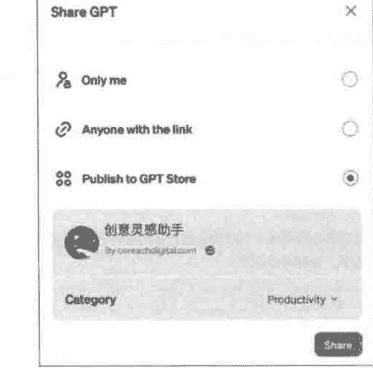 Share GPT
Only me
Anyone with the link
Publish to GPT Store
创意灵感助手
By
Category
Productivity
Share